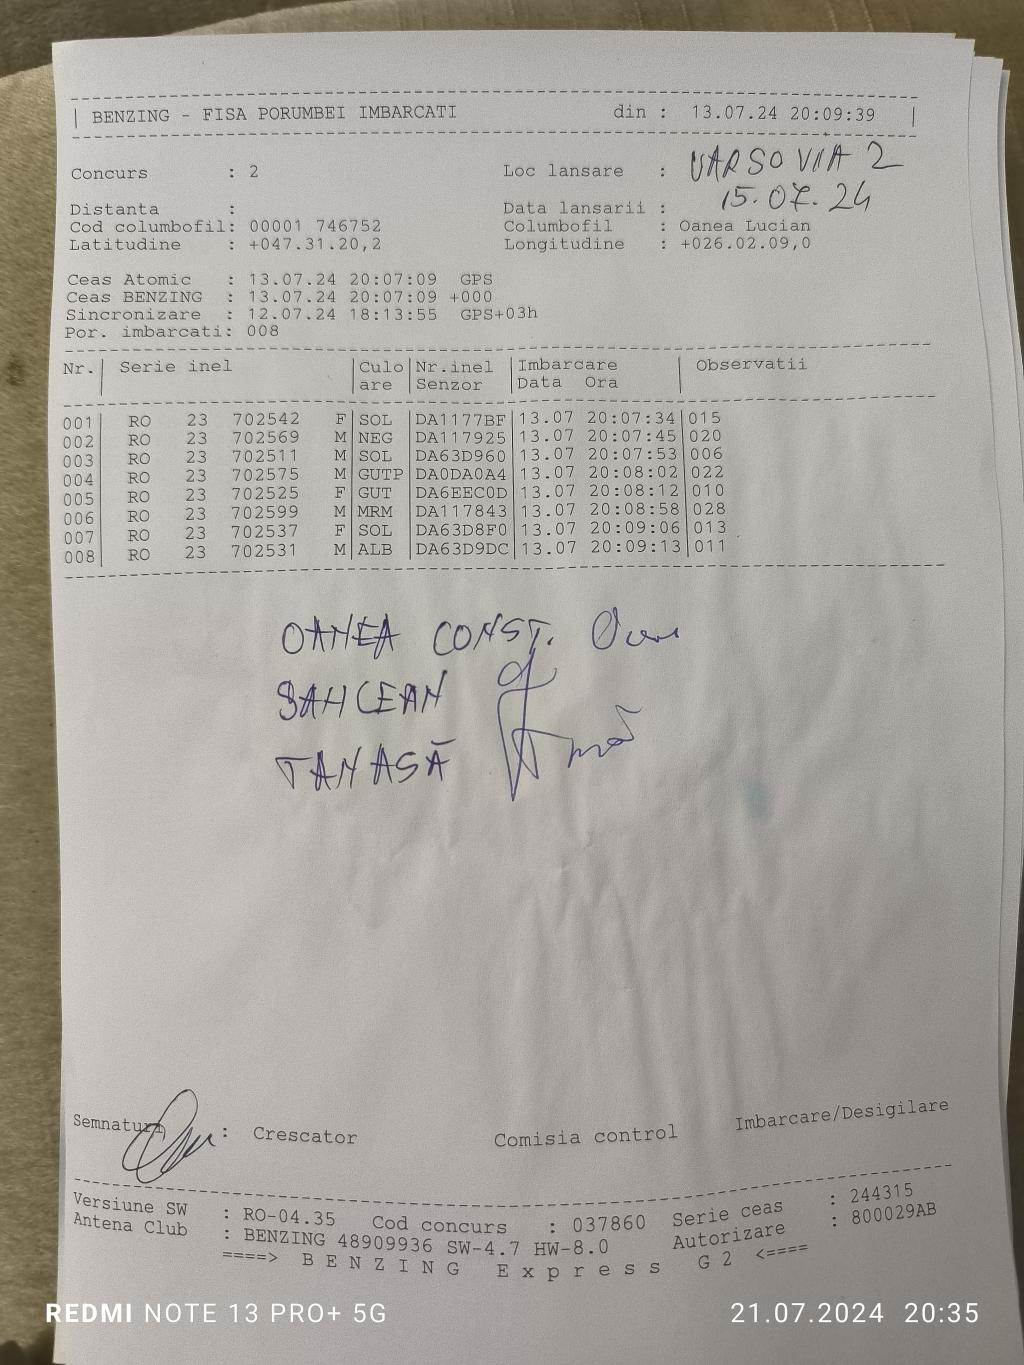 BENZING - FISA PORUMBEI IMBARCATI din : 13.07.24 20:09:39
Concurs : 2 Loc lansare : VARSOVIA 2
Distanta : Data lansarii : 15.07.24
Cod columbofil: 00001 746752 Columbofil : Oanea Lucian
Latitudine : +047.31.20,2 Longitudine : +026.02.09,0
Ceas Atomic : 13.07.24 20:07:09 GPS
Ceas BENZING : 13.07.24 20:07:09 +000
Sincronizare : 12.07.24 18:13:55 GPS+03h
Por. imbarcati: 008
Nr.| Serie inel |Culo|Nr.inel |Imbarcare | Observatii
|are |Senzor |Data Ora |
001| RO 23 702542 F|SOL |DA1177BF|13.07 20:07:34|015
002| RO 23 702569 M|NEG |DA117925|13.07 20:07:45|020
003| RO 23 702511 M|SOL |DA63D960|13.07 20:07:53|006
004| RO 23 702575 M|GUTP|DA0DA0A4|13.07 20:08:02|022
005| RO 23 702525 F|GUT |DA6EEC0D|13.07 20:08:12|010
006| RO 23 702599 M|MRM |DA117843|13.07 20:08:58|028
007| RO 23 702537 F|SOL |DA63D8F0|13.07 20:09:06|013
008| RO 23 702531 M|ALB |DA63D9DC|13.07 20:09:13|011
OANEA CONST.
BAHCEAN
TANASĂ
Semnaturi : Crescator Comisia control Imbarcare/Desigilare
Versiune SW : RO-04.35 Cod concurs : 037860 Serie ceas : 244315
Antena Club : BENZING 48909936 SW-4.7 HW-8.0 Autorizare : 800029AB
====> B E N Z I N G E x p r e s s G 2 <====
REDMI NOTE 13 PRO+ 5G 21.07.2024 20:35